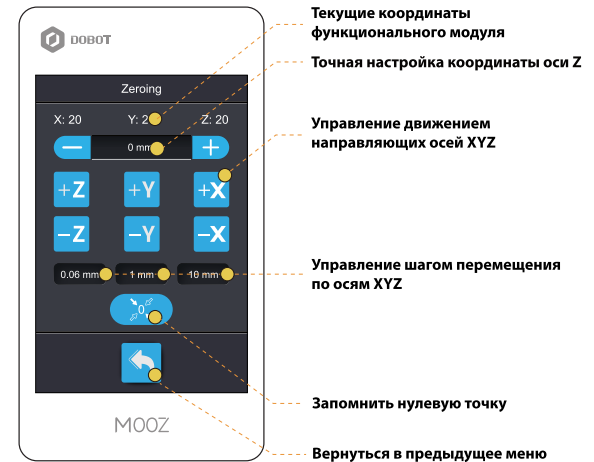 Текущие координаты
функционального модуля
DOBOT
Точная настройка координаты оси Z
Zeroing
X: 20 Y: 2 Z: 20
Управление движением
направляющих осей XYZ
0 mm
+Z +Y +X
−Z −Y −X
Управление шагом перемещения
по осям XYZ
0.06 mm 1 mm 10 mm
0
Запомнить нулевую точку
MOOZ
Вернуться в предыдущее меню